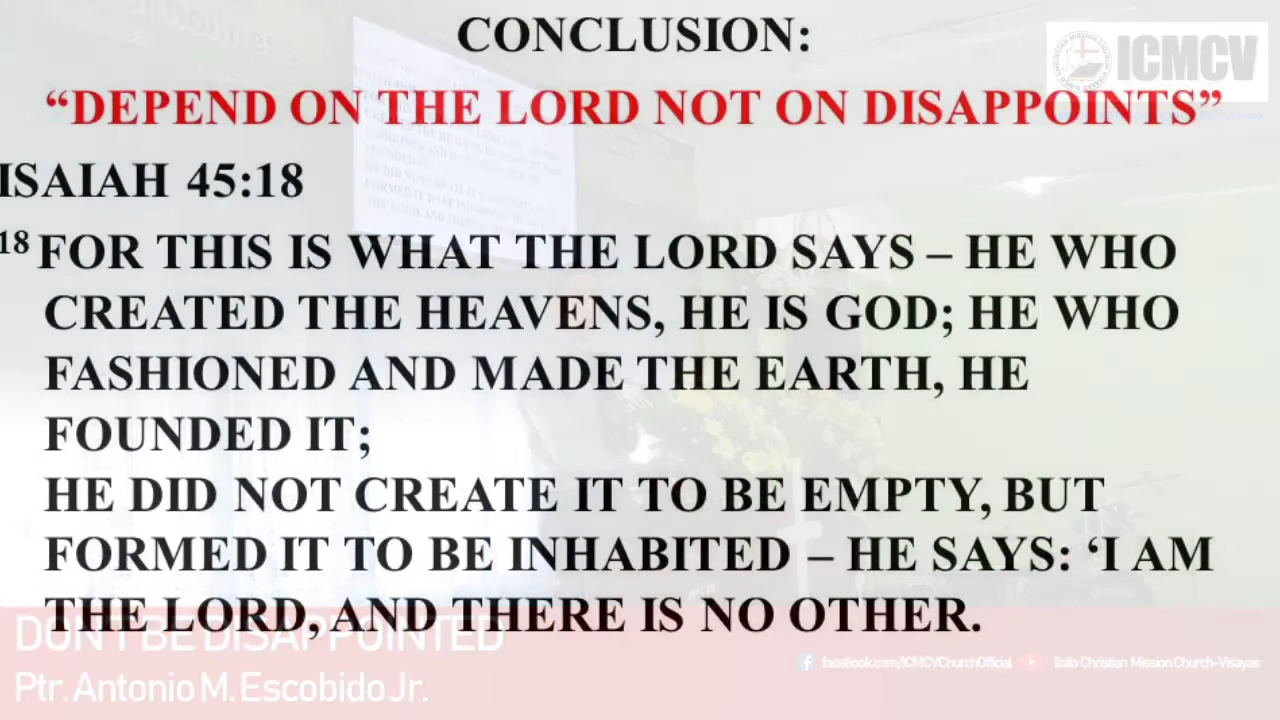 CONCLUSION:
ICMCV
“DEPEND ON THE LORD NOT ON DISAPPOINTS”
ISAIAH 45:18
18 FOR THIS IS WHAT THE LORD SAYS – HE WHO
CREATED THE HEAVENS, HE IS GOD; HE WHO
FASHIONED AND MADE THE EARTH, HE
FOUNDED IT;
HE DID NOT CREATE IT TO BE EMPTY, BUT
FORMED IT TO BE INHABITED – HE SAYS: ‘I AM
THE LORD, AND THERE IS NO OTHER.
DON'T BE DISAPPOINTED
Ptr. Antonio M. Escobido Jr.
facebook.com/ICMCVChurchOfficial
Iloilo Christian Mission Church-Visayas